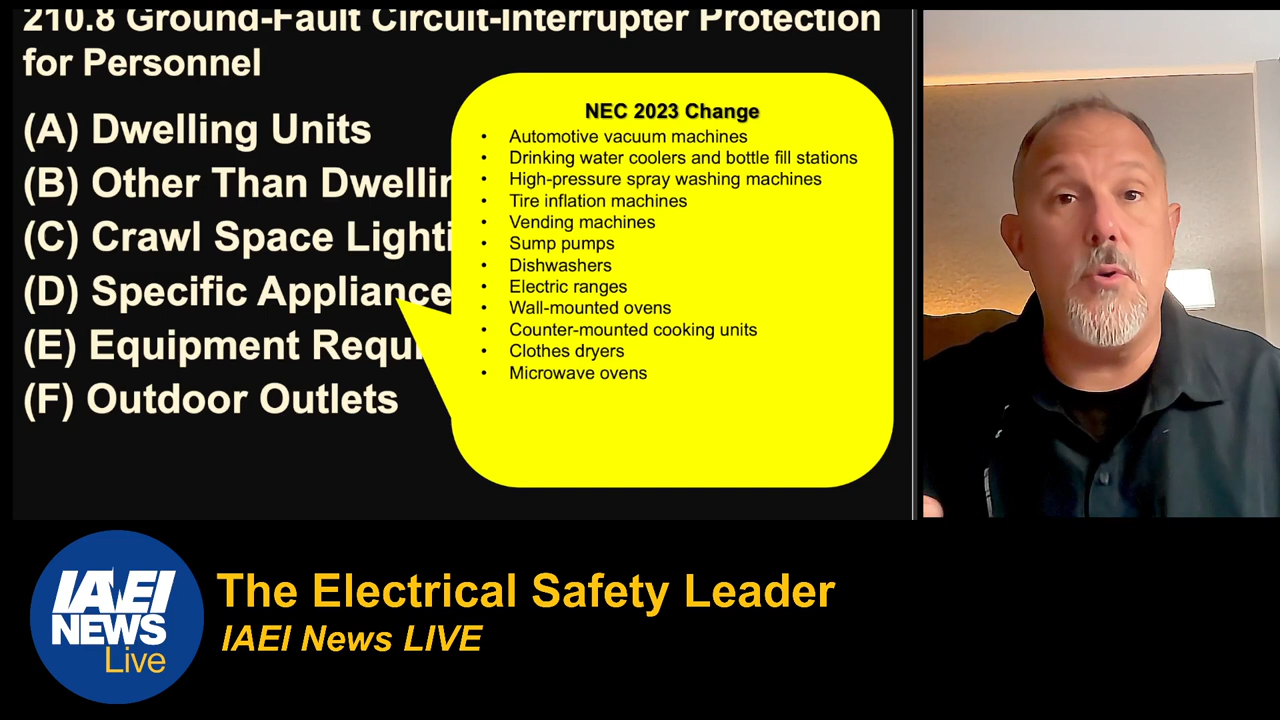 210.8 Ground-Fault Circuit-Interrupter Protection
for Personnel
(A) Dwelling Units
(B) Other Than
(C) Crawl Space
(D) Specific Appliance
(E) Equipment
(F) Outdoor Outlets
NEC 2023 Change
• Automotive vacuum machines
• Drinking water coolers and bottle fill stations
• High-pressure spray washing machines
• Tire inflation machines
• Vending machines
• Sump pumps
• Dishwashers
• Electric ranges
• Wall-mounted ovens
• Counter-mounted cooking units
• Clothes dryers
• Microwave ovens
IAEI
NEWS
Live
The Electrical Safety Leader
IAEI News LIVE